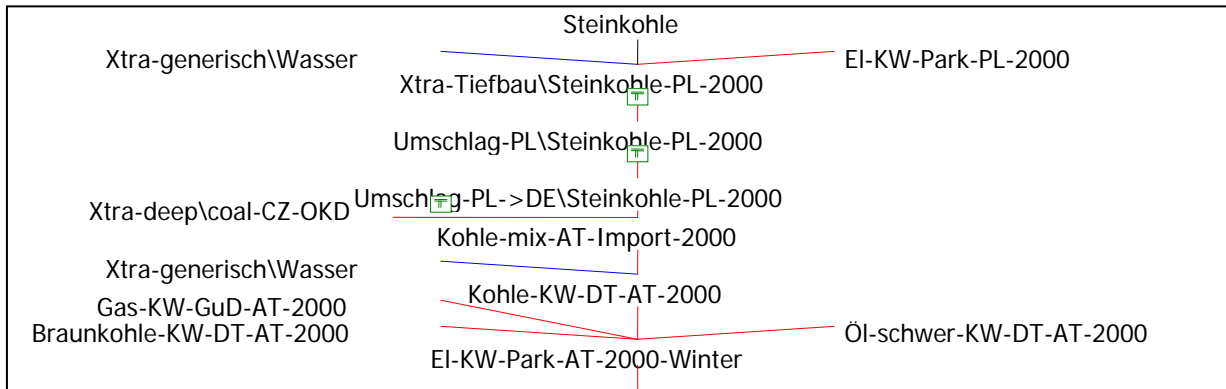 Steinkohle
Xtra-generisch\Wasser
El-KW-Park-PL-2000
Xtra-Tiefbau\Steinkohle-PL-2000
Umschlag-PL\Steinkohle-PL-2000
Umschlag-PL->DE\Steinkohle-PL-2000
Xtra-deep\coal-CZ-OKD
Kohle-mix-AT-Import-2000
Xtra-generisch\Wasser
Kohle-KW-DT-AT-2000
Gas-KW-GuD-AT-2000
Braunkohle-KW-DT-AT-2000
Öl-schwer-KW-DT-AT-2000
El-KW-Park-AT-2000-Winter